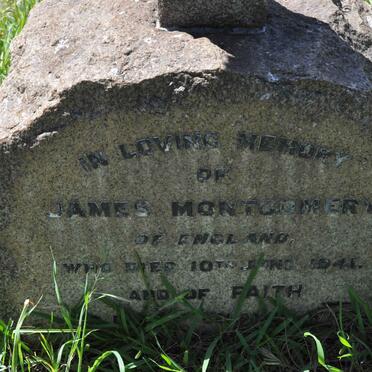 IN LOVING MEMORY
OF
JAMES MONTGOMERY
OF ENGLAND,
WHO DIED 10TH JUNE 1941.
AND OF FAITH